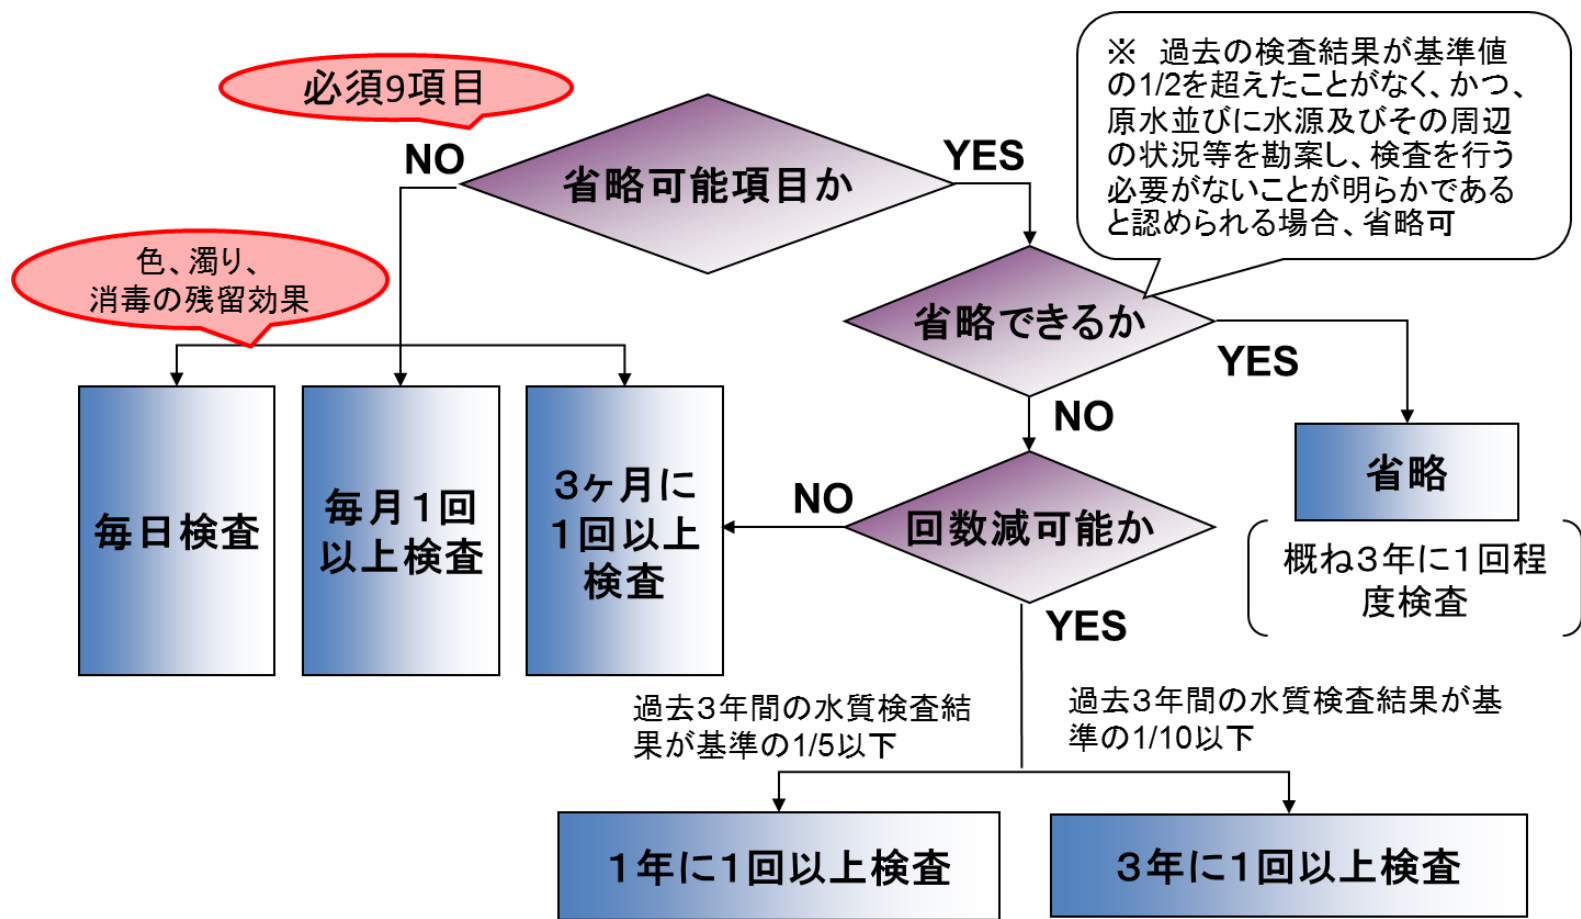 必須9項目
※ 過去の検査結果が基準値
の1/2を超えたことがなく、かつ、
原水並びに水源及びその周辺
の状況等を勘案し、検査を行う
必要がないことが明らかである
と認められる場合、省略可
NO
省略可能項目か
YES
色、濁り、
消毒の残留効果
省略できるか
YES
NO
毎日検査
毎月1回
以上検査
3ヶ月に
1回以上
検査
NO
回数減可能か
YES
省略
概ね3年に1回程
度検査
過去3年間の水質検査結
果が基準の1/5以下
過去3年間の水質検査結果が基
準の1/10以下
1年に1回以上検査
3年に1回以上検査